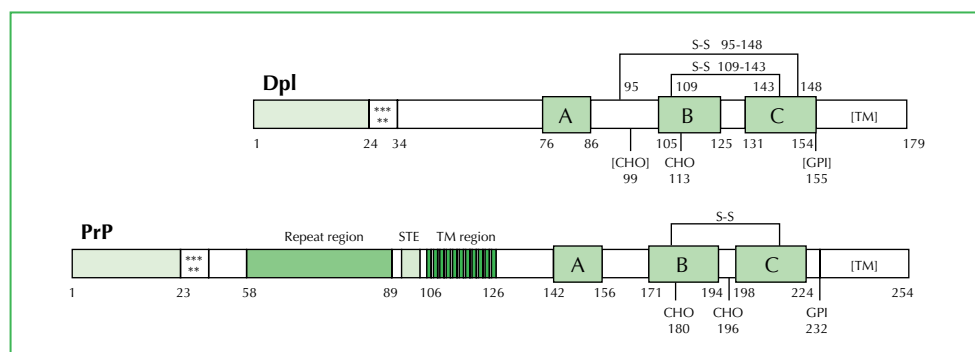 S-S 95-148
S-S 109-143
Dpl
95 109 143 148
***
**
A B C [TM]
1 24 34 76 86 105 125 131 154 179
[CHO] CHO [GPI]
99 113 155
PrP
S-S
Repeat region STE TM region
***
**
A B C [TM]
1 23 58 89 106 126 142 156 171 194 198 224 254
CHO CHO GPI
180 196 232